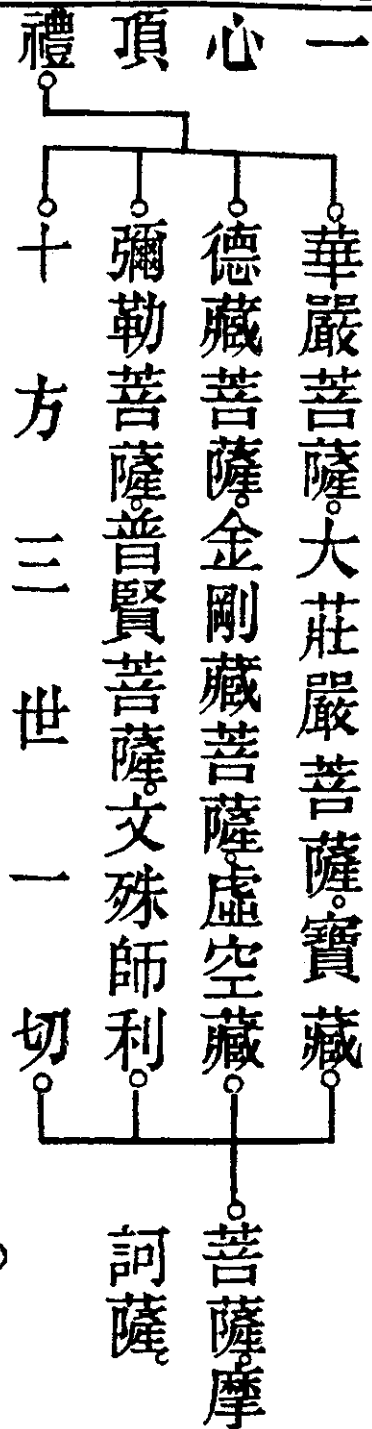 一
心
頂
禮
華嚴菩薩。大莊嚴菩薩。寶藏
德藏菩薩。金剛藏菩薩。虛空藏
彌勒菩薩。普賢菩薩。文殊師利
十方三世一切
菩薩。摩
訶薩。